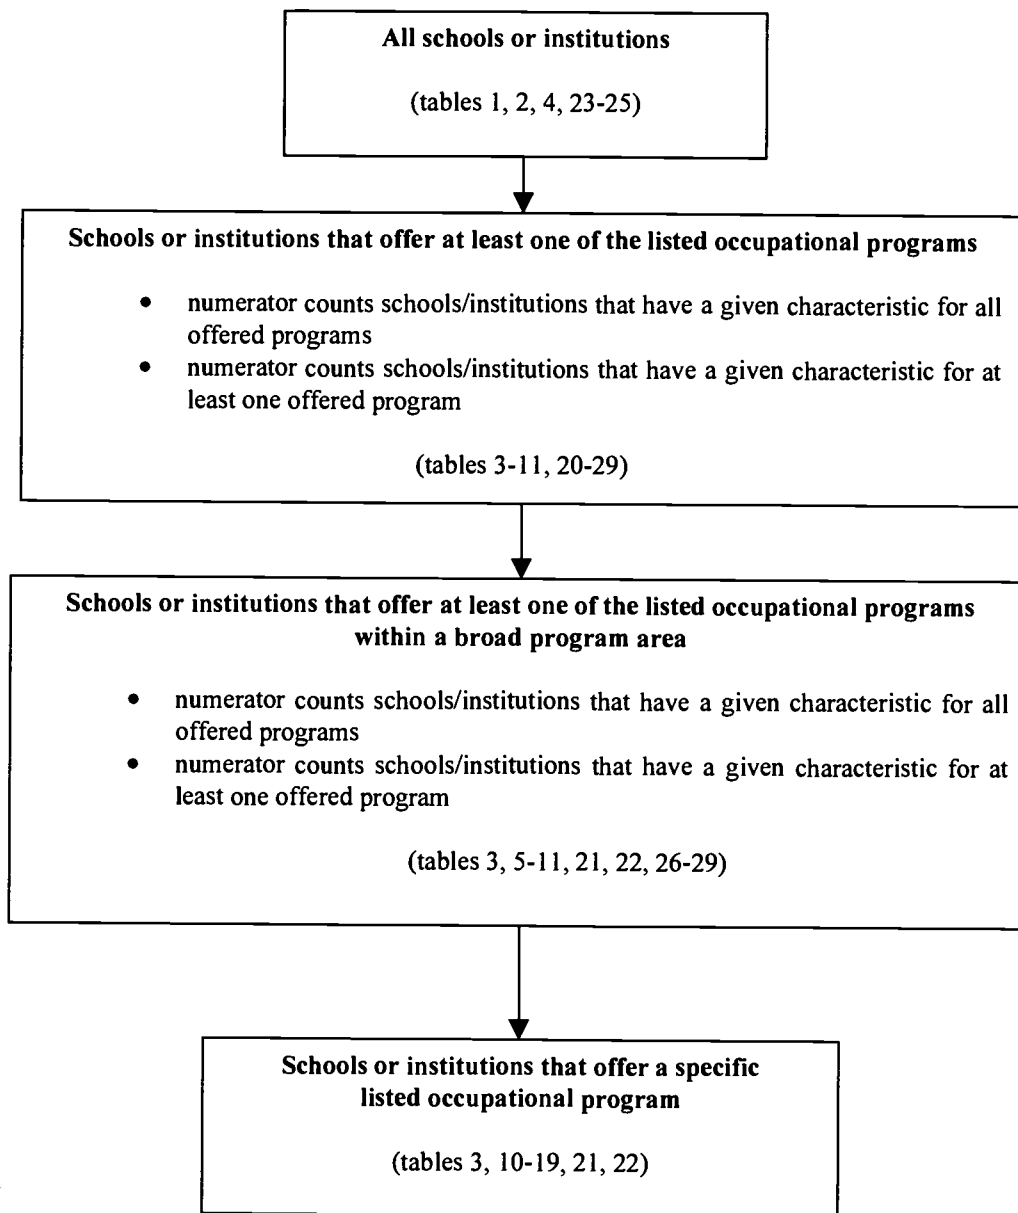 All schools or institutions
(tables 1, 2, 4, 23-25)
Schools or institutions that offer at least one of the listed occupational programs
• numerator counts schools/institutions that have a given characteristic for all
offered programs
• numerator counts schools/institutions that have a given characteristic for at
least one offered program
(tables 3-11, 20-29)
Schools or institutions that offer at least one of the listed occupational programs
within a broad program area
• numerator counts schools/institutions that have a given characteristic for all
offered programs
• numerator counts schools/institutions that have a given characteristic for at
least one offered program
(tables 3, 5-11, 21, 22, 26-29)
Schools or institutions that offer a specific
listed occupational program
(tables 3, 10-19, 21, 22)